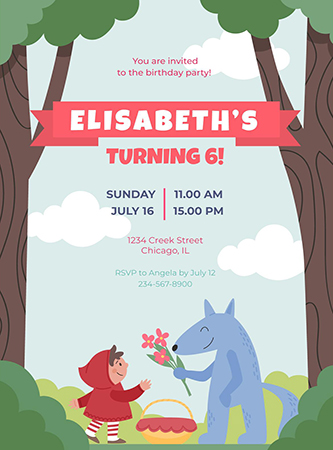 You are invited
to the birthday party!
ELISABETH'S
TURNING 6!
SUNDAY 11.00 AM
JULY 16 15.00 PM
1234 Creek Street
Chicago, IL
RSVP to Angela by July 12
234-567-8900